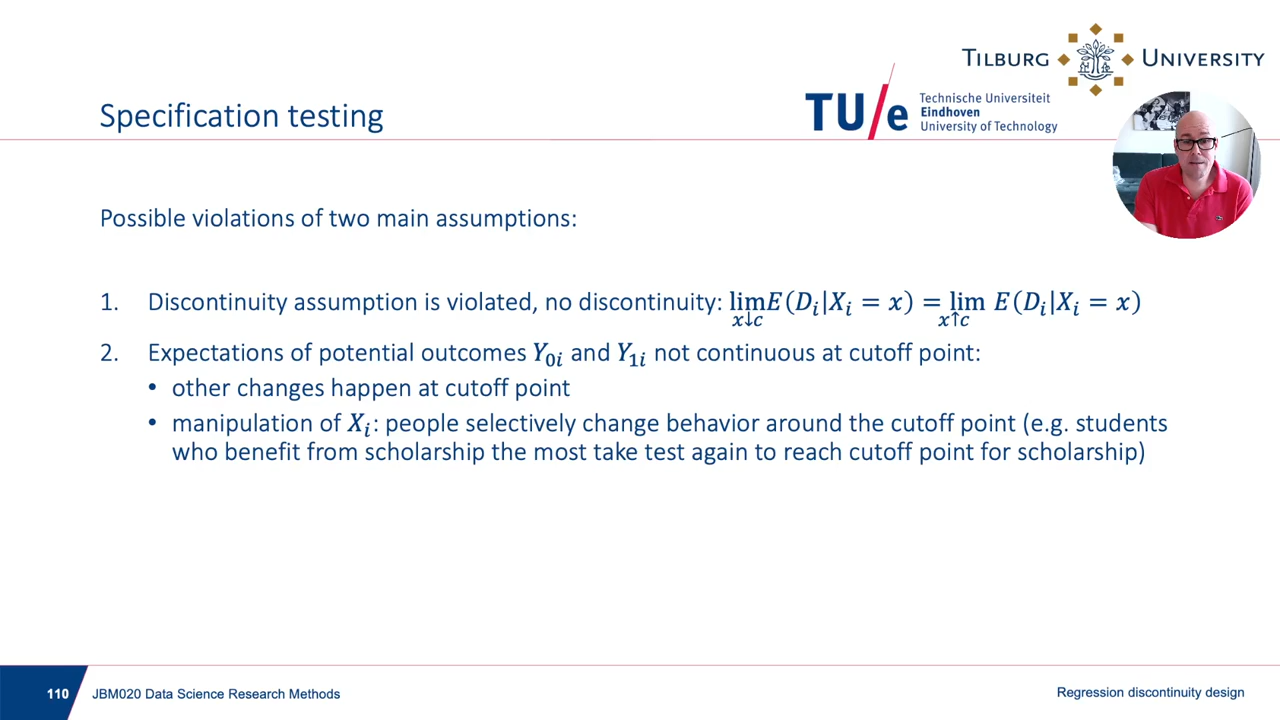 TILBURG UNIVERSITY
Specification testing
TU/e
Technische Universiteit
Eindhoven
University of Technology
Possible violations of two main assumptions:
1. Discontinuity assumption is violated, no discontinuity: lim_{x↓c} E(D_i|X_i = x) = lim_{x↑c} E(D_i|X_i = x)
2. Expectations of potential outcomes Y_{0i} and Y_{1i} not continuous at cutoff point:
• other changes happen at cutoff point
• manipulation of X_i: people selectively change behavior around the cutoff point (e.g. students
who benefit from scholarship the most take test again to reach cutoff point for scholarship)
110 JBM020 Data Science Research Methods
Regression discontinuity design